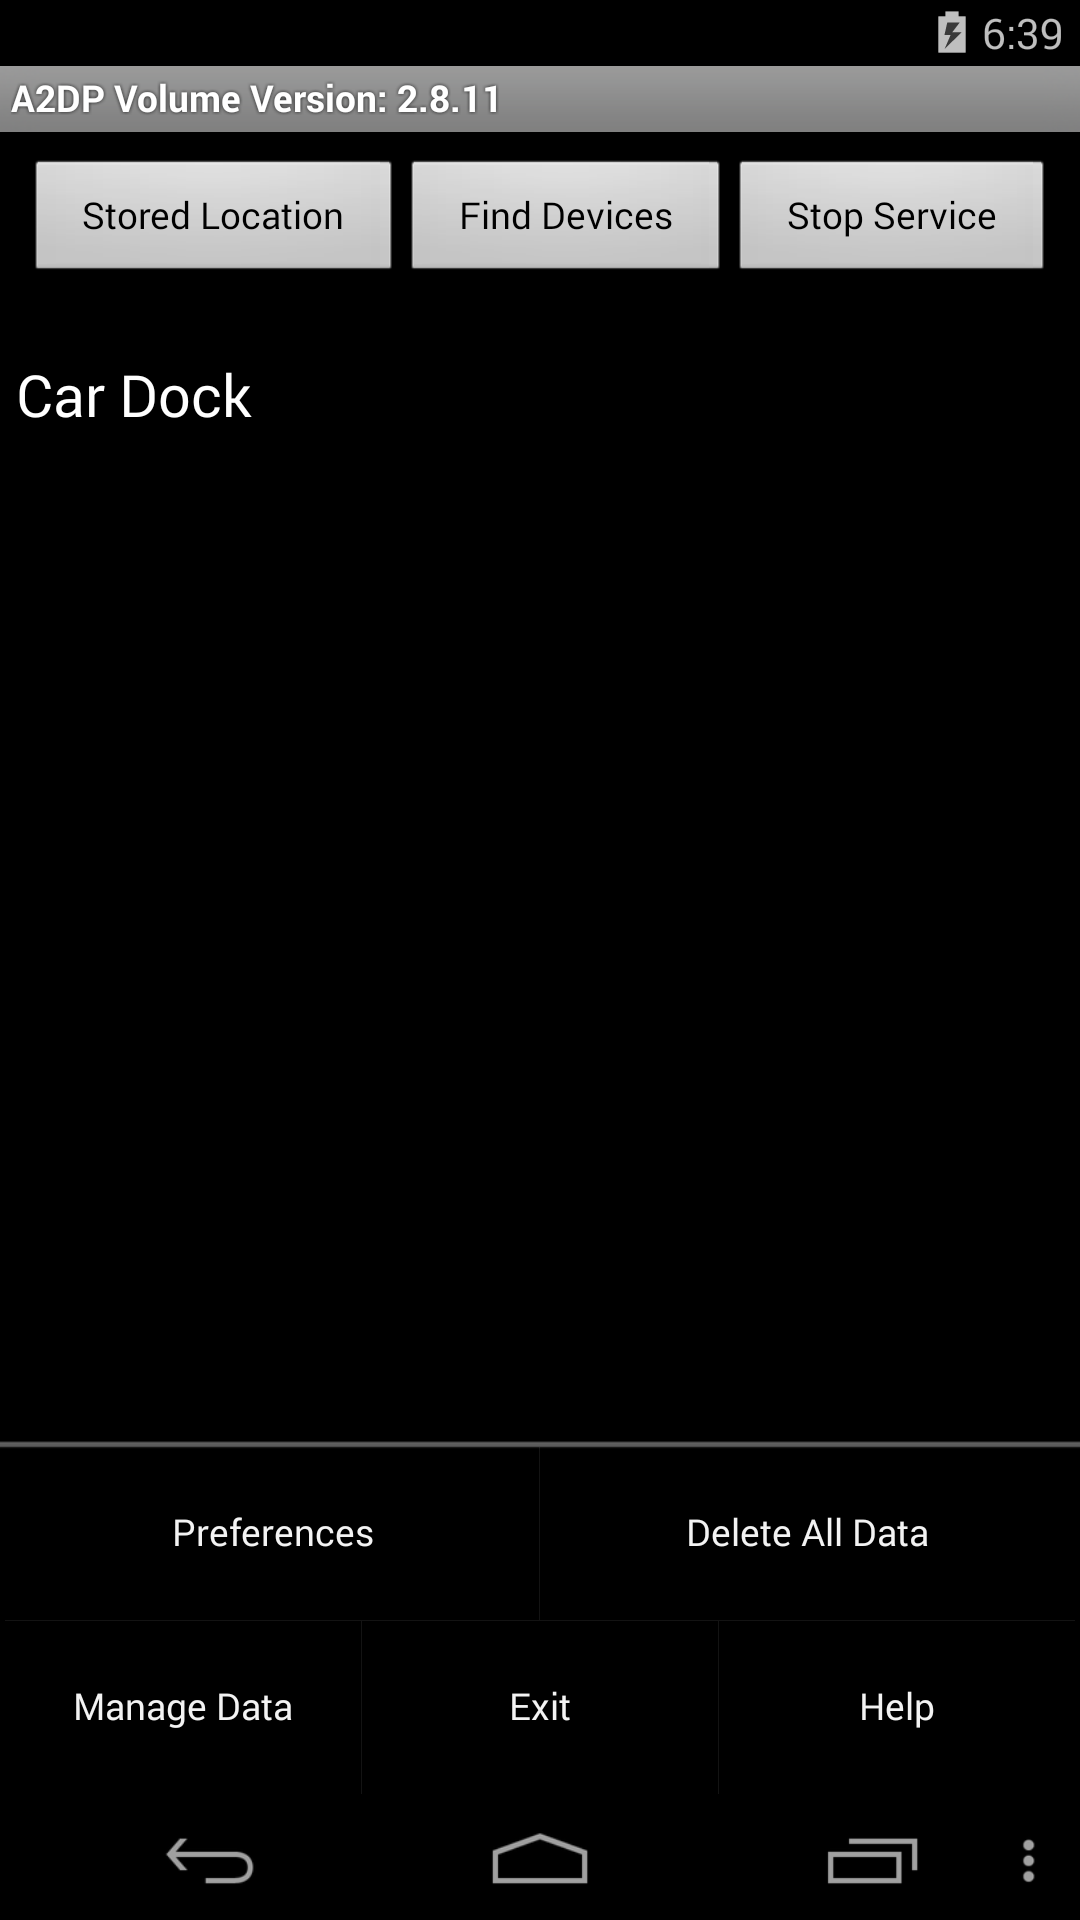 6:39
A2DP Volume Version: 2.8.11
Stored Location Find Devices Stop Service
Car Dock
Preferences Delete All Data
Manage Data Exit Help